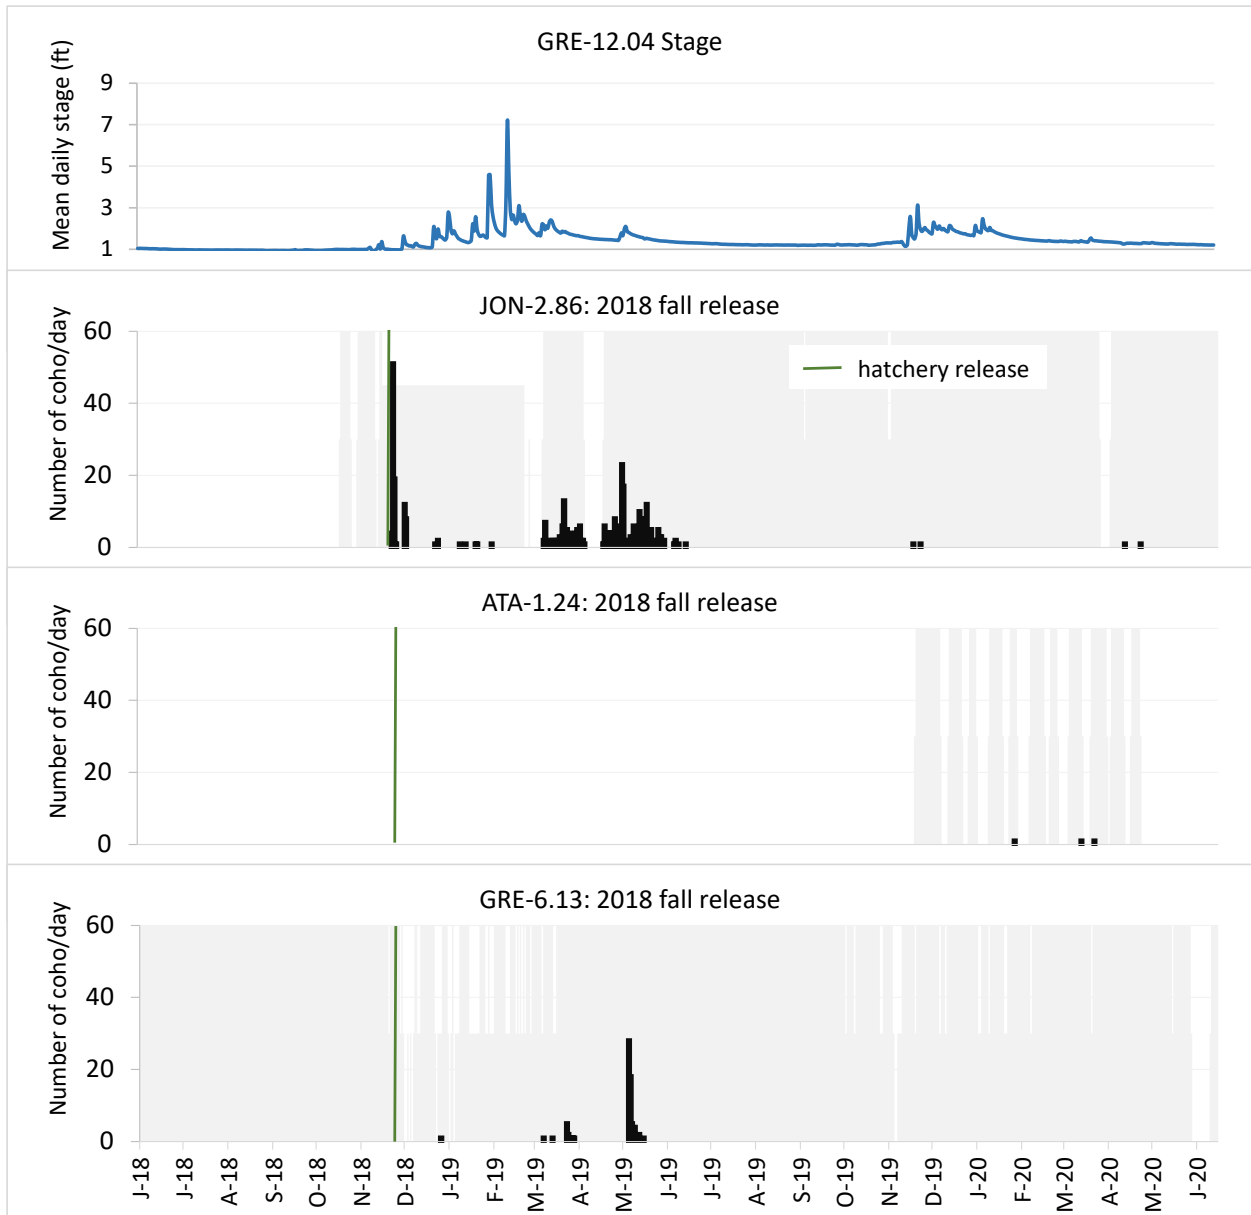 GRE-12.04 Stage
Mean daily stage (ft)
9
7
5
3
1
JON-2.86: 2018 fall release
Number of coho/day
60
40
20
0
hatchery release
ATA-1.24: 2018 fall release
Number of coho/day
60
40
20
0
GRE-6.13: 2018 fall release
Number of coho/day
60
40
20
0
J-18
J-18
A-18
S-18
O-18
N-18
D-18
J-19
F-19
M-19
A-19
M-19
J-19
J-19
A-19
S-19
O-19
N-19
D-19
J-20
F-20
M-20
A-20
M-20
J-20